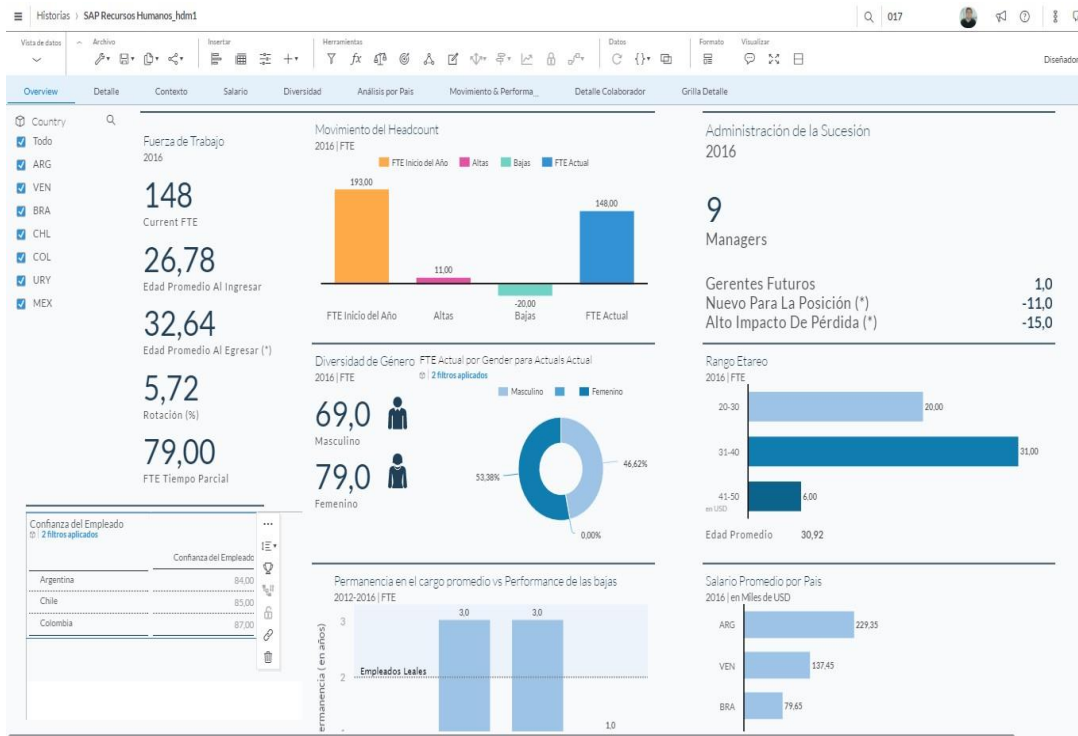 Historias > SAP Recursos Humanos_hdm1
017
Vista de datos
Archivo
Insertar
Herramientas
Datos
Formato
Visualizar
fx
Diseñador
Overview
Detalle
Contexto
Salario
Diversidad
Análisis por Pais
Movimiento & Performa_
Detalle Colaborador
Grilla Detalle
Country
Todo
ARG
VEN
BRA
CHL
COL
URY
MEX
Fuerza de Trabajo
2016
148
Current FTE
26,78
Edad Promedio Al Ingresar
32,64
Edad Promedio Al Egresar (*)
5,72
Rotación (%)
79,00
FTE Tiempo Parcial
Movimiento del Headcount
2016 | FTE
FTE Inicio del Año
Altas
Bajas
FTE Actual
193,00
11,00
-20,00
148,00
FTE Inicio del Año
Altas
Bajas
FTE Actual
Administración de la Sucesión
2016
9
Managers
Gerentes Futuros 1,0
Nuevo Para La Posición (*) -11,0
Alto Impacto De Pérdida (*) -15,0
Diversidad de Género
2016 | FTE
69,0
Masculino
79,0
Femenino
FTE Actual por Gender para Actuals Actual
2 filtros aplicados
Masculino
Femenino
53,38%
46,62%
0,00%
Rango Etareo
2016 | FTE
20-30 20,00
31-40 31,00
41-50 6,00
en USD
Edad Promedio 30,92
Confianza del Empleado
2 filtros aplicados
Confianza del Empleado
Argentina 84,00
Chile 85,00
Colombia 87,00
Permanencia en el cargo promedio vs Performance de las bajas
2012-2016 | FTE
ermanencia ( en años)
3
2
Empleados Leales
3,0
3,0
1,0
Salario Promedio por Pais
2016 | en Miles de USD
ARG 229,35
VEN 137,45
BRA 79,65